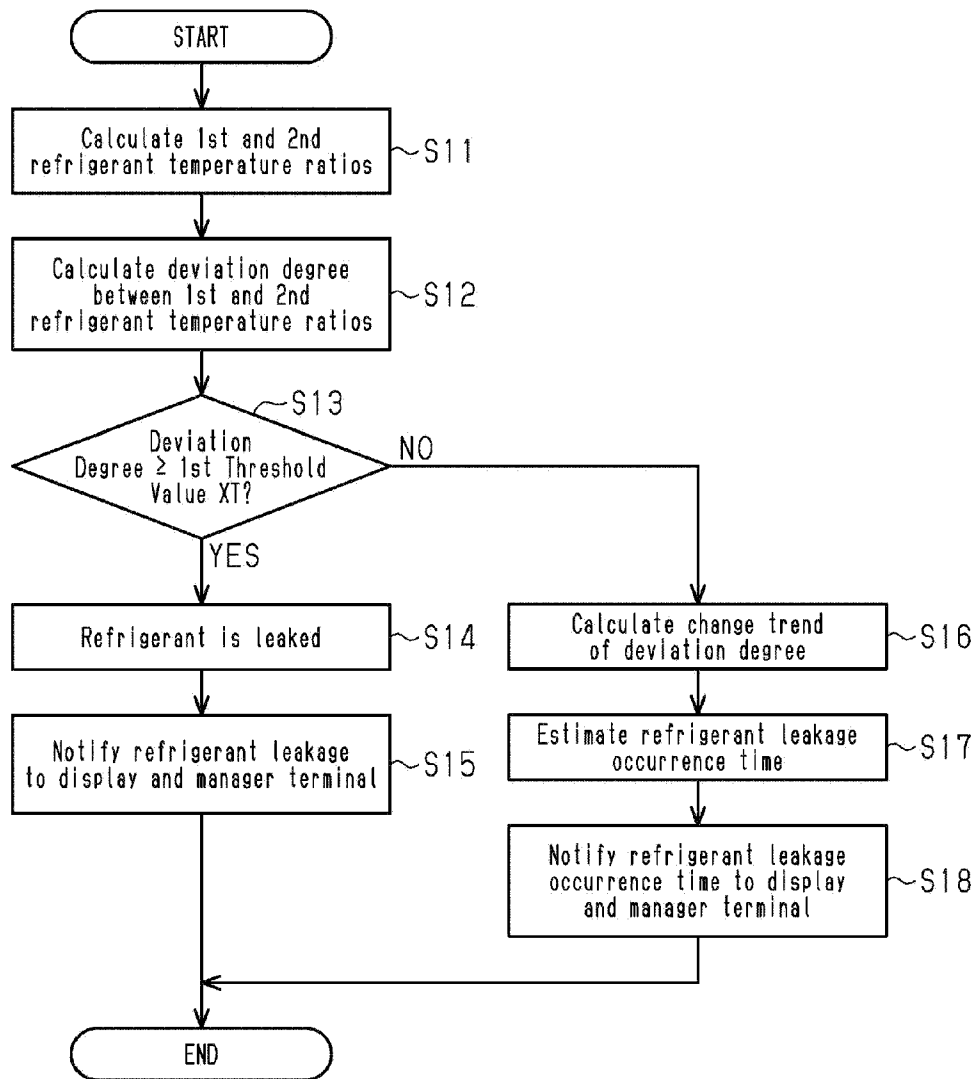 START
Calculate 1st and 2nd
refrigerant temperature ratios
S11
Calculate deviation degree
between 1st and 2nd
refrigerant temperature ratios
S12
S13
Deviation
Degree ≥ 1st Threshold
Value XT?
NO
YES
Refrigerant is leaked
S14
Notify refrigerant leakage
to display and manager terminal
S15
Calculate change trend
of deviation degree
S16
Estimate refrigerant leakage
occurrence time
S17
Notify refrigerant leakage
occurrence time to display
and manager terminal
S18
END